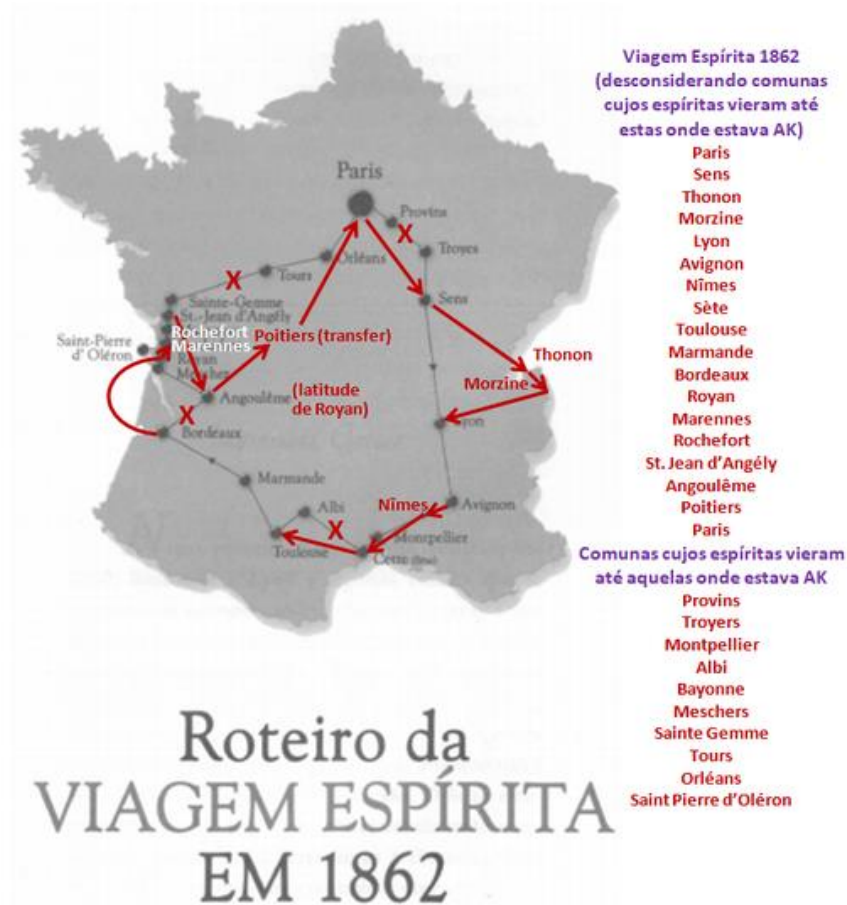 Paris
Provins
X
Troyes
Orléans
Tours
X
Sens
Sainte-Gemme
St.-Jean d'Angély
Rochefort
Marennes
Saint-Pierre
d' Oléron
Royan
Poitiers (transfer)
Thonon
Morzine
Angoulême
(latitude
de Royan)
X
Bordeaux
Lyon
Marmande
Albi
X
Nîmes
Avignon
Montpellier
Toulouse
Cette (Sète)
Viagem Espírita 1862
(desconsiderando comunas
cujos espíritas vieram até
estas onde estava AK)
Paris
Sens
Thonon
Morzine
Lyon
Avignon
Nîmes
Sète
Toulouse
Marmande
Bordeaux
Royan
Marennes
Rochefort
St. Jean d'Angély
Angoulême
Poitiers
Paris
Comunas cujos espíritas vieram
até aquelas onde estava AK
Provins
Troyers
Montpellier
Albi
Bayonne
Meschers
Sainte Gemme
Tours
Orléans
Saint Pierre d'Oléron
Roteiro da
VIAGEM ESPÍRITA
EM 1862